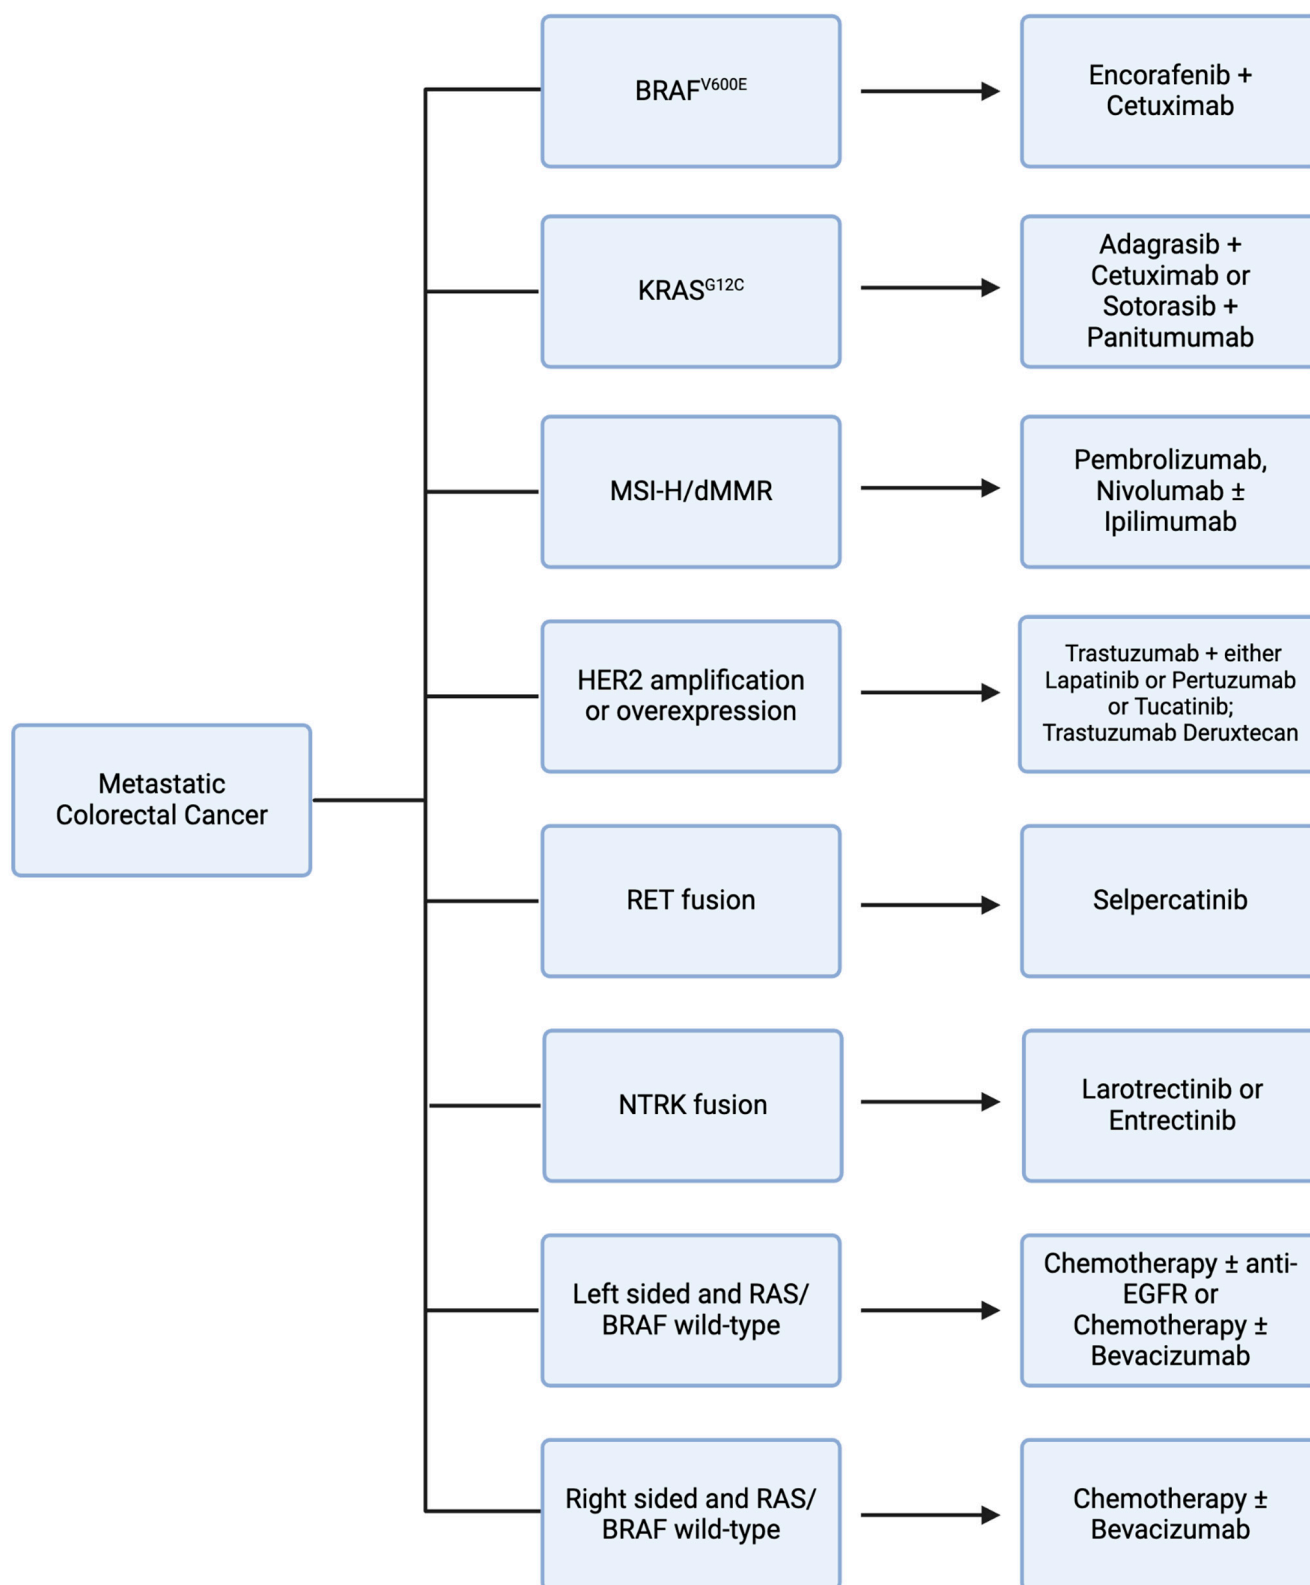 BRAFV600E
Encorafenib +
Cetuximab
KRASG12C
Adagrasib +
Cetuximab or
Sotorasib +
Panitumumab
MSI-H/dMMR
Pembrolizumab,
Nivolumab ±
Ipilimumab
HER2 amplification
or overexpression
Trastuzumab + either
Lapatinib or Pertuzumab
or Tucatinib;
Trastuzumab Deruxtecan
Metastatic
Colorectal Cancer
RET fusion
Selpercatinib
NTRK fusion
Larotrectinib or
Entrectinib
Left sided and RAS/
BRAF wild-type
Chemotherapy ± anti-
EGFR or
Chemotherapy ±
Bevacizumab
Right sided and RAS/
BRAF wild-type
Chemotherapy ±
Bevacizumab